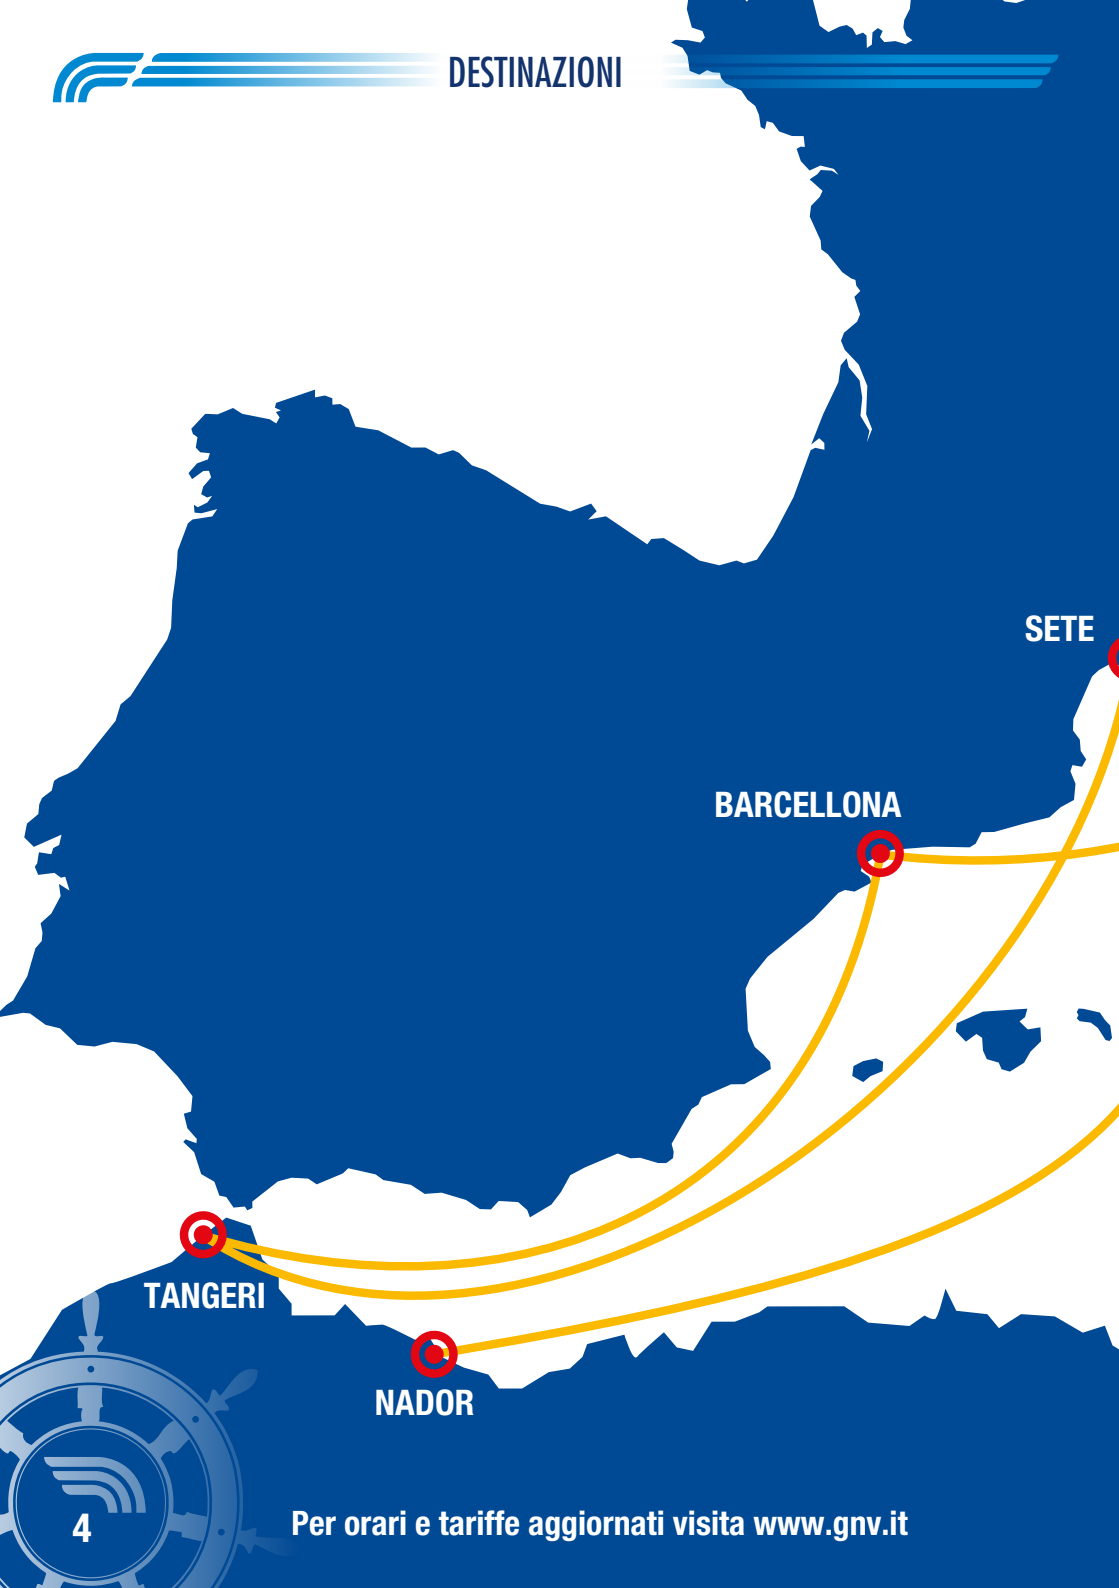 DESTINAZIONI
SETE
BARCELLONA
TANGERI
NADOR
4
Per orari e tariffe aggiornati visita www.gnv.it